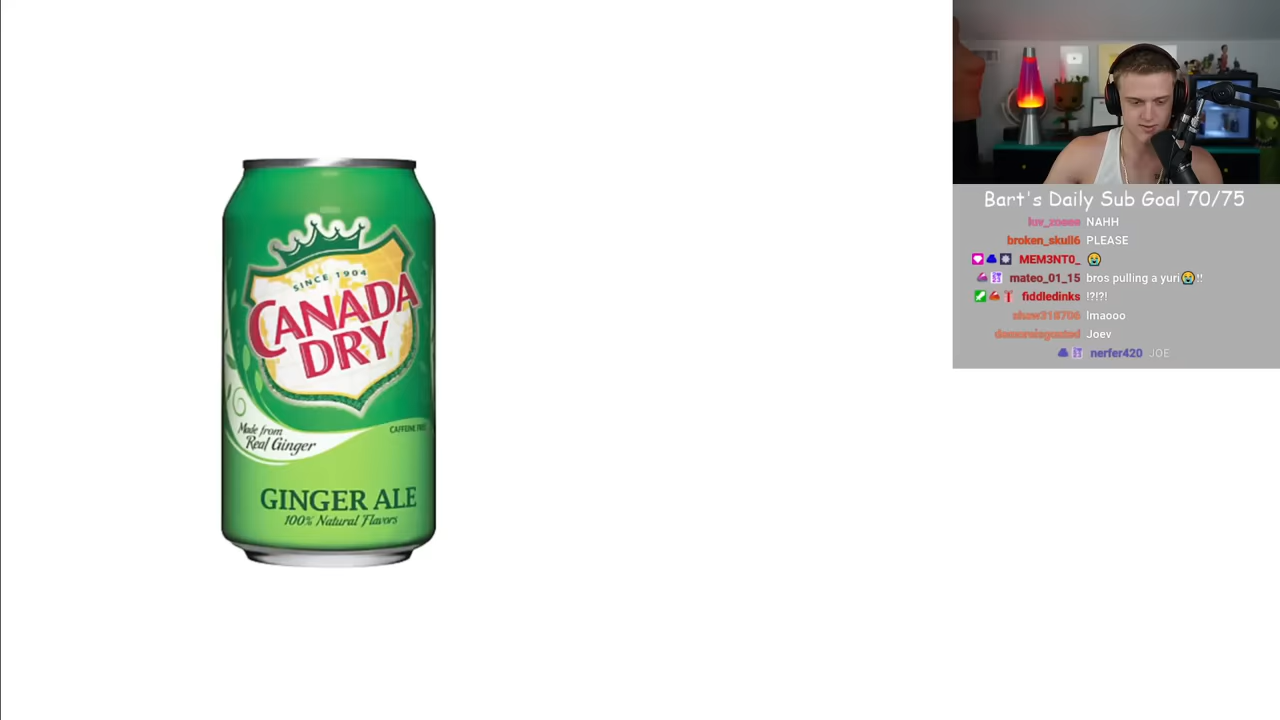 SINCE 1904
CANADA
DRY
Made from
Real Ginger
CAFFEINE FREE
GINGER ALE
100% Natural Flavors
Bart's Daily Sub Goal 70/75
NAHH
broken_skull6 PLEASE
MEM3NT0_ 😭
mateo_01_15 bros pulling a yuri😭!!
fiddledinks !?!?!
lmaooo
Joev
nerfer420 JOE